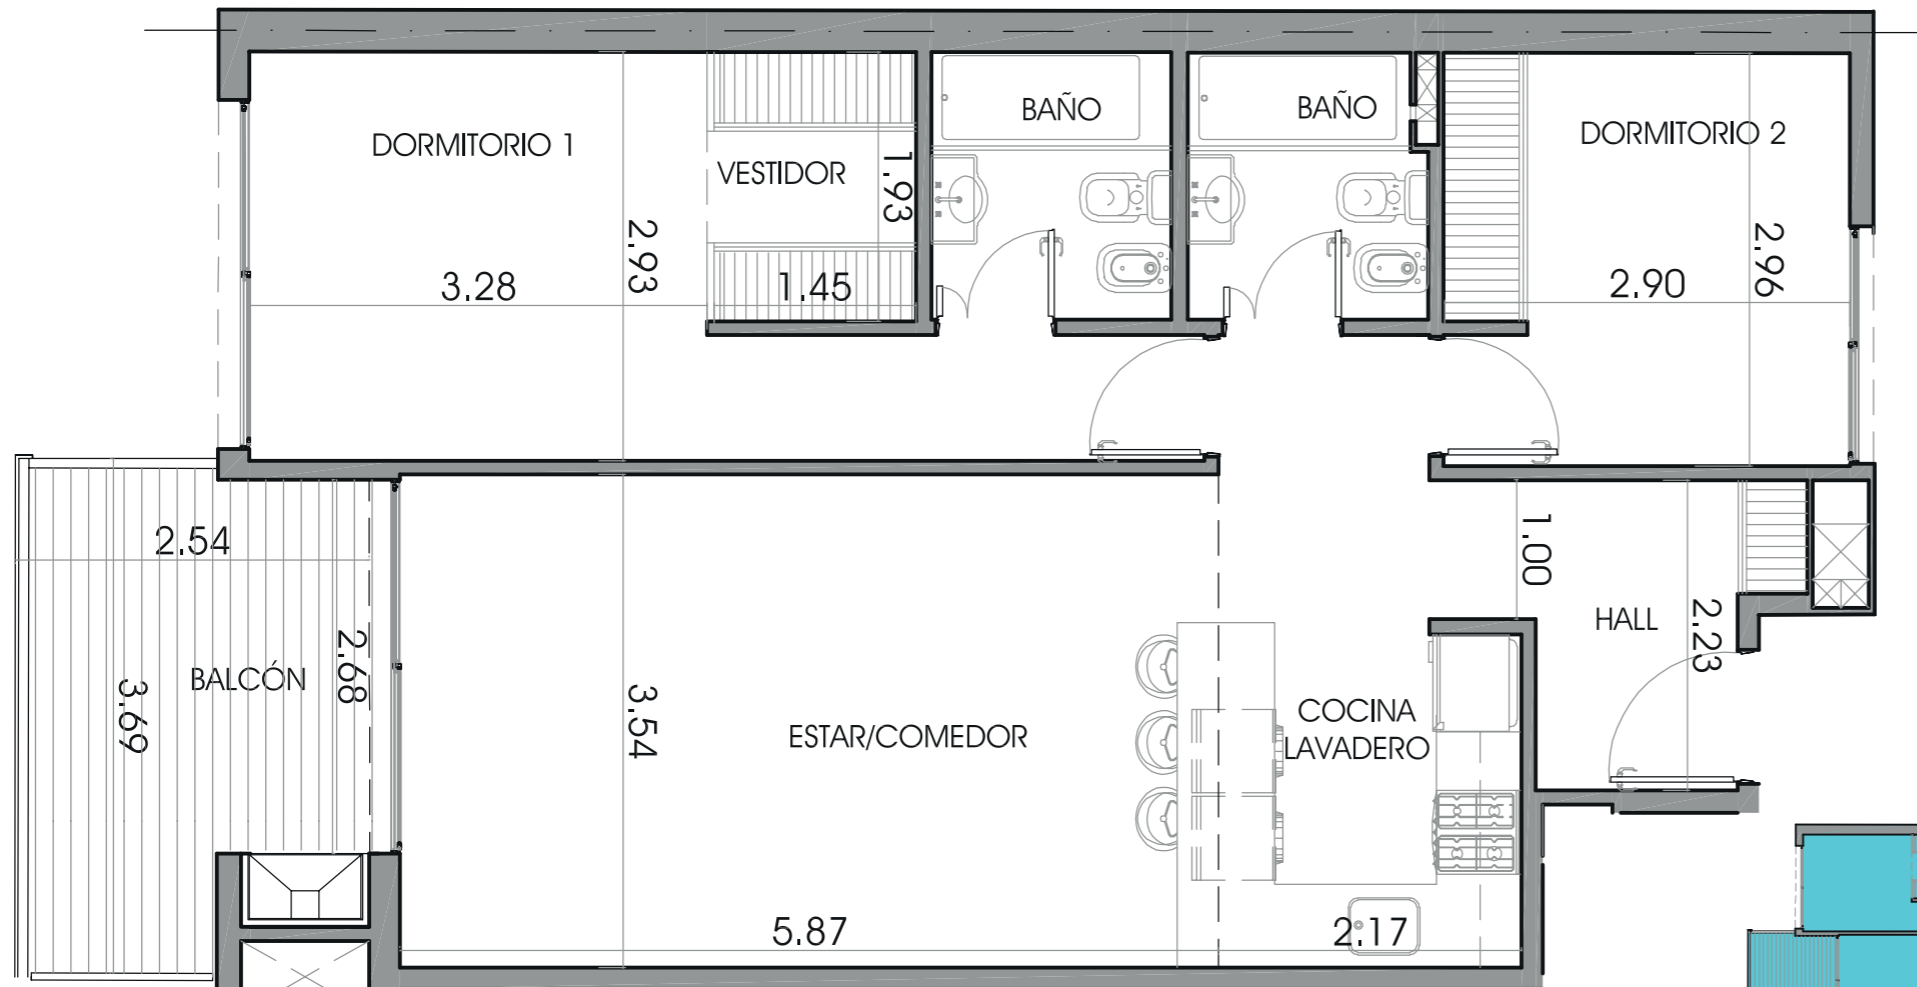 BAÑO
BAÑO
DORMITORIO 1
DORMITORIO 2
VESTIDOR
1.93
2.93
2.96
3.28
1.45
2.90
2.54
1.00
HALL
2.23
2.68
BALCÓN
3.69
3.54
ESTAR/COMEDOR
COCINA
LAVADERO
5.87
2.17